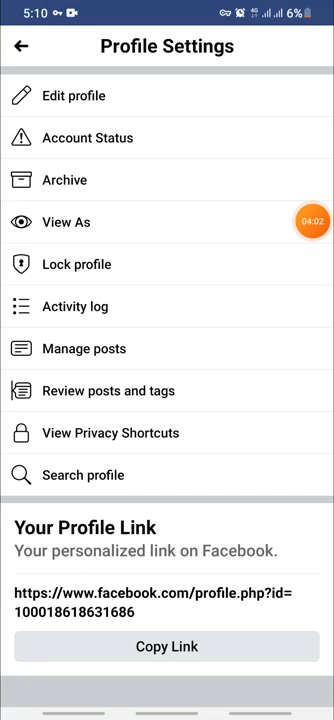 5:10
4G
6%
Profile Settings
Edit profile
Account Status
Archive
View As
04:02
Lock profile
Activity log
Manage posts
Review posts and tags
View Privacy Shortcuts
Search profile
Your Profile Link
Your personalized link on Facebook.
https://www.facebook.com/profile.php?id=
100018618631686
Copy Link